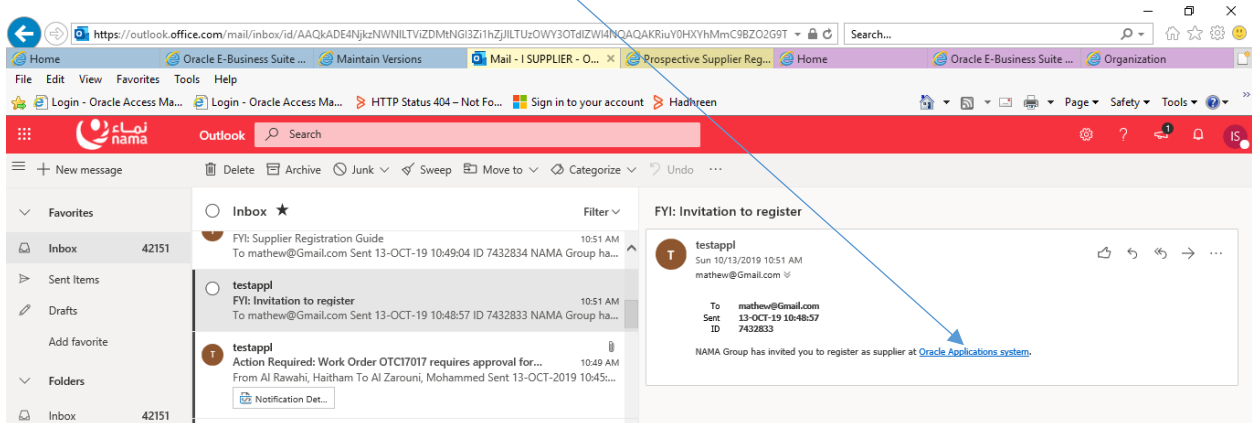 https://outlook.office.com/mail/inbox/id/AAQkADE4NjkzNWNILTViZDMtNGI3Zi1hZjJILTUzOWY3OTdlZWI4NQAQAKRiuY0HXYhMmC9BZO2G9T
Search...
Home
Oracle E-Business Suite ...
Maintain Versions
Mail - I SUPPLIER - O...
Prospective Supplier Reg...
Home
Oracle E-Business Suite ...
Organization
File Edit View Favorites Tools Help
Login - Oracle Access Ma...
Login - Oracle Access Ma...
HTTP Status 404 – Not Fo...
Sign in to your account
Hadhreen
Page Safety Tools
نماء
nama
Outlook
Search
1
IS
New message
Delete Archive Junk Sweep Move to Categorize Undo ...
Favorites
Inbox 42151
Sent Items
Drafts
Add favorite
Folders
Inbox 42151
Inbox ★ Filter
FYI: Supplier Registration Guide 10:51 AM
To mathew@Gmail.com Sent 13-OCT-19 10:49:04 ID 7432834 NAMA Group ha...
testappl
FYI: Invitation to register 10:51 AM
To mathew@Gmail.com Sent 13-OCT-19 10:48:57 ID 7432833 NAMA Group ha...
T
testappl
Action Required: Work Order OTC17017 requires approval for... 10:49 AM
From Al Rawahi, Haitham To Al Zarouni, Mohammed Sent 13-OCT-2019 10:45:...
Notification Det...
FYI: Invitation to register
T
testappl
Sun 10/13/2019 10:51 AM
mathew@Gmail.com
To mathew@Gmail.com
Sent 13-OCT-19 10:48:57
ID 7432833
NAMA Group has invited you to register as supplier at Oracle Applications system.